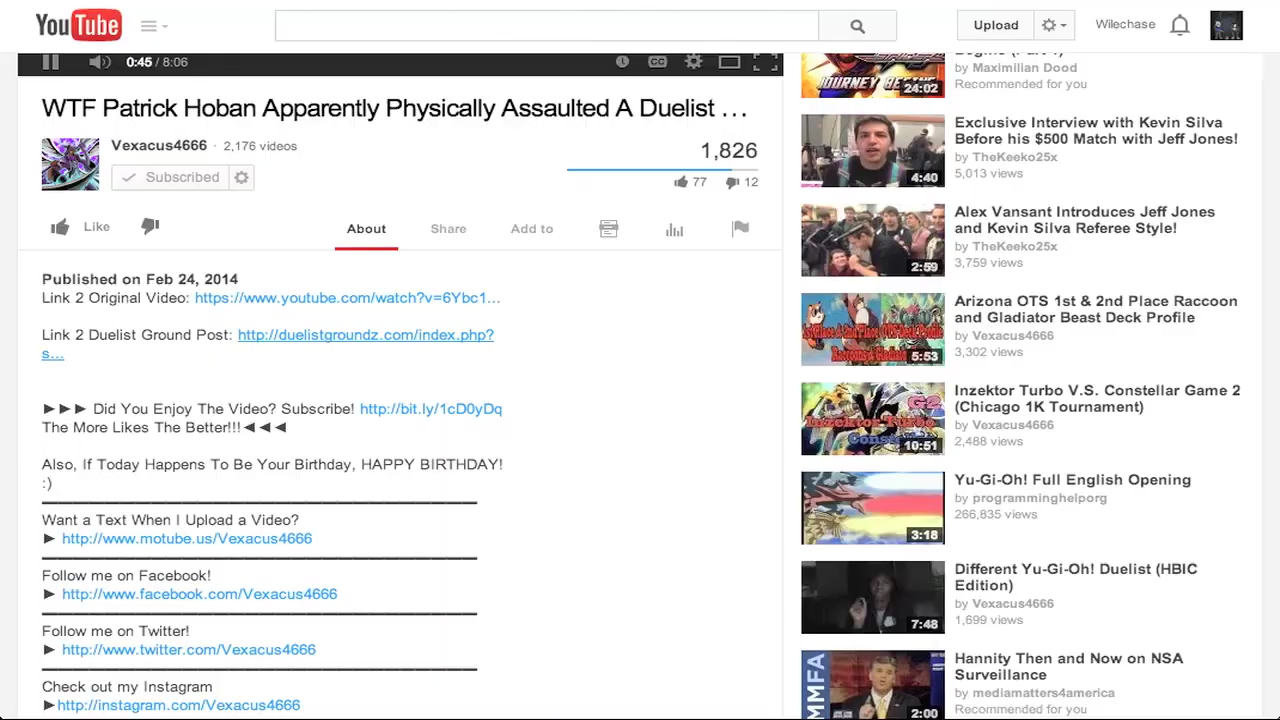 YouTube
Upload
Wilechase
0:45 / 8:06
WTF Patrick Hoban Apparently Physically Assaulted A Duelist ...
Vexacus4666 · 2,176 videos
Subscribed
1,826
77
12
Like
About
Share
Add to
Published on Feb 24, 2014
Link 2 Original Video: https://www.youtube.com/watch?v=6Ybc1...
Link 2 Duelist Ground Post: http://duelistgroundz.com/index.php?
s...
►►► Did You Enjoy The Video? Subscribe! http://bit.ly/1cD0yDq
The More Likes The Better!!!◄◄◄
Also, If Today Happens To Be Your Birthday, HAPPY BIRTHDAY!
:)
Want a Text When I Upload a Video?
► http://www.motube.us/Vexacus4666
Follow me on Facebook!
► http://www.facebook.com/Vexacus4666
Follow me on Twitter!
► http://www.twitter.com/Vexacus4666
Check out my Instagram
►http://instagram.com/Vexacus4666
JOURNEY BEGINS
24:02
by Maximilian Dood
Recommended for you
4:40
Exclusive Interview with Kevin Silva
Before his $500 Match with Jeff Jones!
by TheKeeko25x
5,013 views
2:59
Alex Vansant Introduces Jeff Jones
and Kevin Silva Referee Style!
by TheKeeko25x
3,759 views
5:53
Arizona OTS 1st & 2nd Place Raccoon
and Gladiator Beast Deck Profile
by Vexacus4666
3,302 views
Inzektor Turbo
G2
10:51
Inzektor Turbo V.S. Constellar Game 2
(Chicago 1K Tournament)
by Vexacus4666
2,488 views
3:18
Yu-Gi-Oh! Full English Opening
by programminghelporg
266,835 views
7:48
Different Yu-Gi-Oh! Duelist (HBIC
Edition)
by Vexacus4666
1,699 views
MMFA
2:00
Hannity Then and Now on NSA
Surveillance
by mediamatters4america
Recommended for you